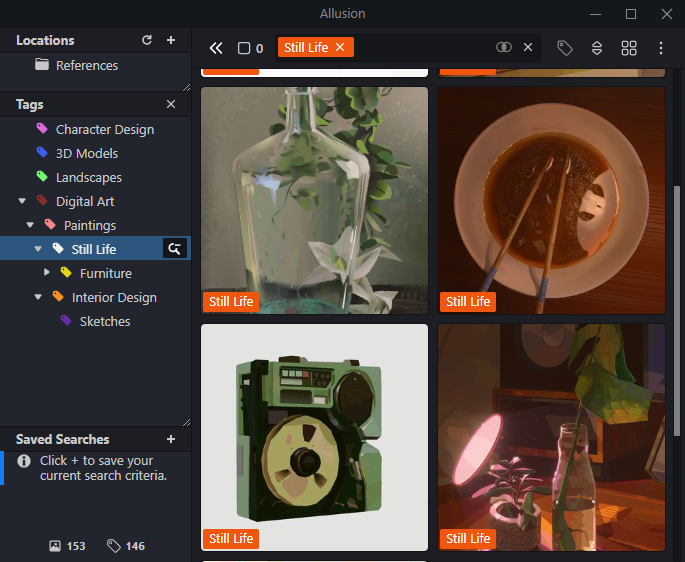 Allusion
Locations
References
Tags
Character Design
3D Models
Landscapes
Digital Art
Paintings
Still Life
Furniture
Interior Design
Sketches
Saved Searches
Click + to save your
current search criteria.
153 146
0 Still Life
Still Life
Still Life
Still Life
Still Life